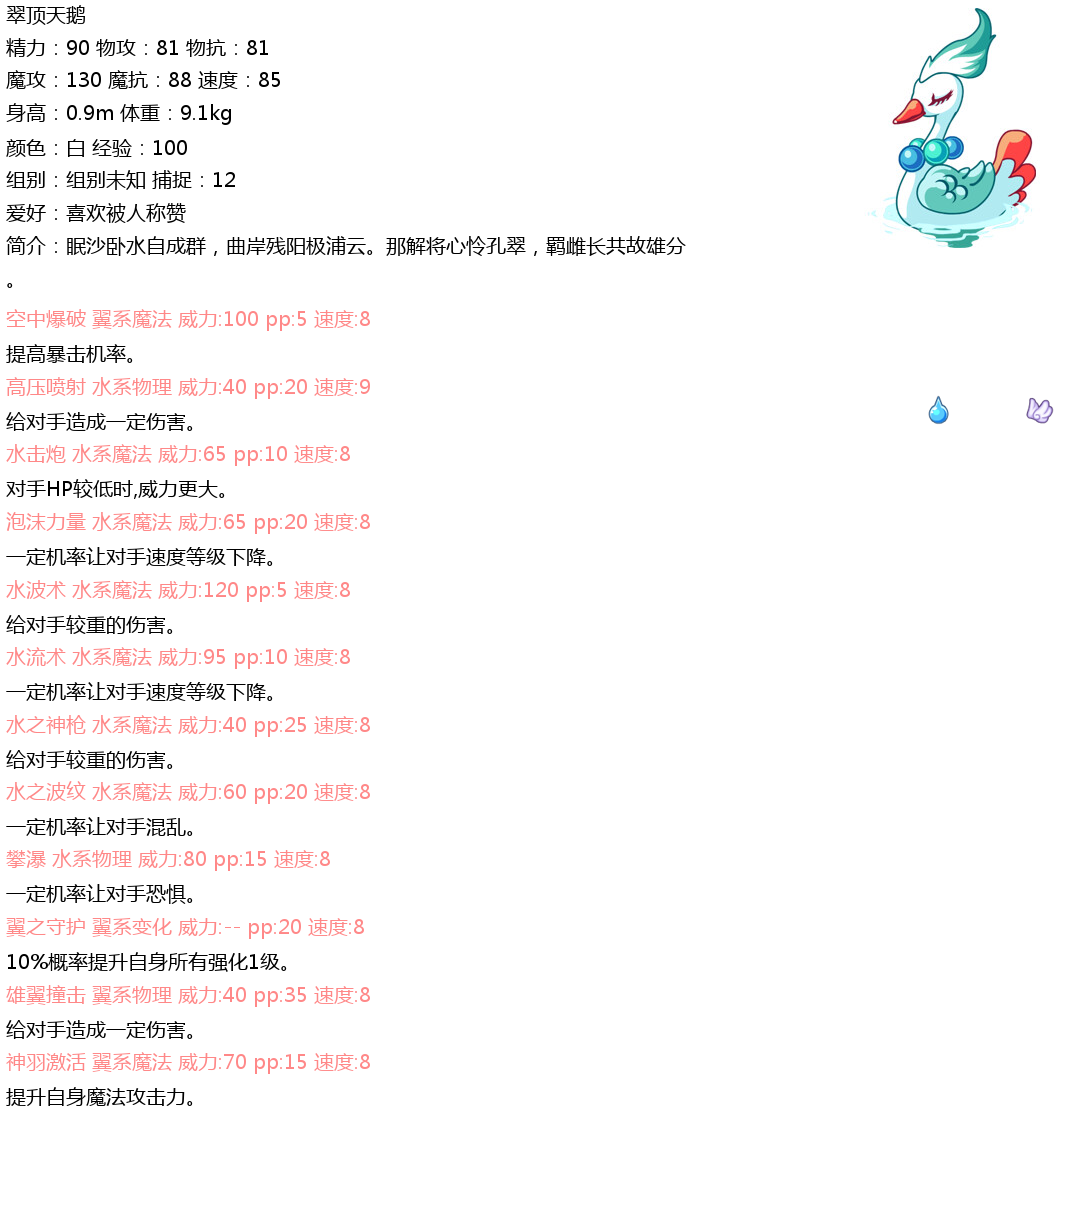 翠顶天鹅
精力：90 物攻：81 物抗：81
魔攻：130 魔抗：88 速度：85
身高：0.9m 体重：9.1kg
颜色：白 经验：100
组别：组别未知 捕捉：12
爱好：喜欢被人称赞
简介：眠沙卧水自成群，曲岸残阳极浦云。那解将心怜孔翠，羁雌长共故雄分
。
空中爆破 翼系魔法 威力:100 pp:5 速度:8
提高暴击机率。
高压喷射 水系物理 威力:40 pp:20 速度:9
给对手造成一定伤害。
水击炮 水系魔法 威力:65 pp:10 速度:8
对手HP较低时,威力更大。
泡沫力量 水系魔法 威力:65 pp:20 速度:8
一定机率让对手速度等级下降。
水波术 水系魔法 威力:120 pp:5 速度:8
给对手较重的伤害。
水流术 水系魔法 威力:95 pp:10 速度:8
一定机率让对手速度等级下降。
水之神枪 水系魔法 威力:40 pp:25 速度:8
给对手较重的伤害。
水之波纹 水系魔法 威力:60 pp:20 速度:8
一定机率让对手混乱。
攀瀑 水系物理 威力:80 pp:15 速度:8
一定机率让对手恐惧。
翼之守护 翼系变化 威力:-- pp:20 速度:8
10%概率提升自身所有强化1级。
雄翼撞击 翼系物理 威力:40 pp:35 速度:8
给对手造成一定伤害。
神羽激活 翼系魔法 威力:70 pp:15 速度:8
提升自身魔法攻击力。